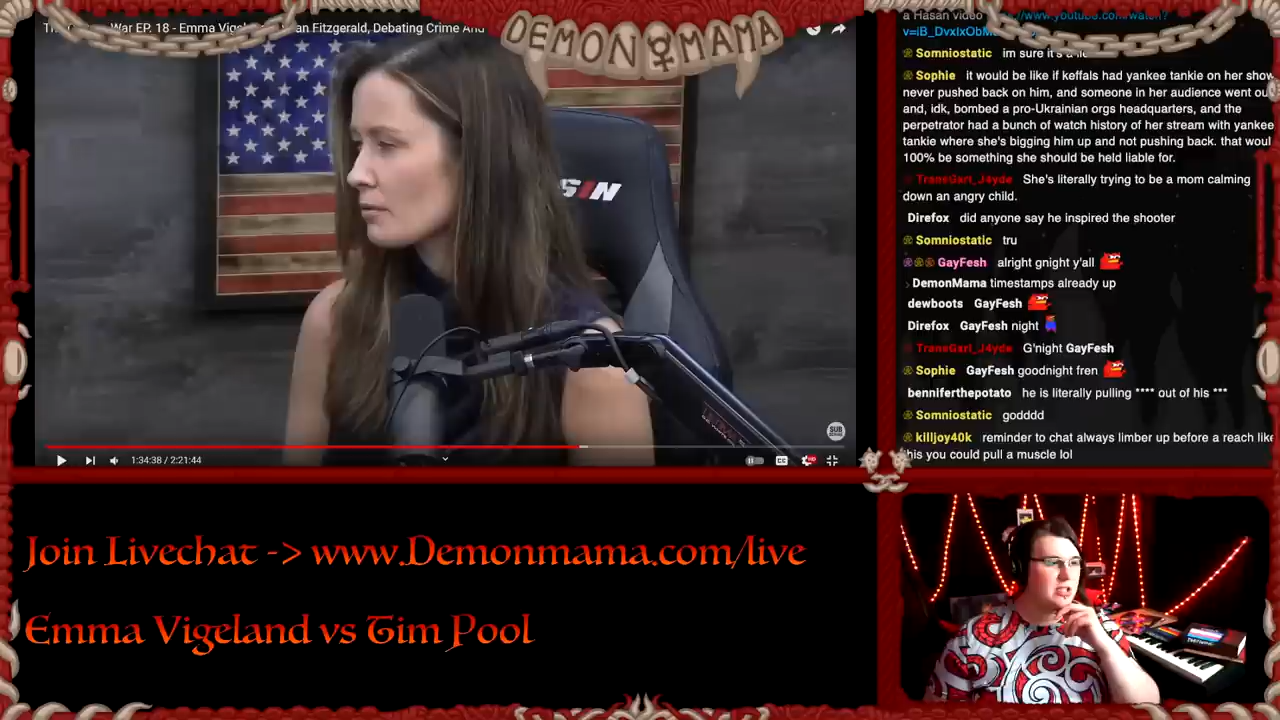 War EP. 18 - Emma
an Fitzgerald, Debating Crime And
DEMON MAMA
SUB
1:34:38 / 2:21:44
a Hasan video
Somniostatic im sure it's a
Sophie it would be like if keffals had yankee tankie on her show,
never pushed back on him, and someone in her audience went ou
and, idk, bombed a pro-Ukrainian orgs headquarters, and the
perpetrator had a bunch of watch history of her stream with yankee
tankie where she's bigging him up and not pushing back. that woul
100% be something she should be held liable for.
TransGart_J4yde She's literally trying to be a mom calming
down an angry child.
Direfox did anyone say he inspired the shooter
Somniostatic tru
GayFesh alright gnight y'all
DemonMama timestamps already up
dewboots GayFesh
Direfox GayFesh night
TransGart_J4yde G'night GayFesh
Sophie GayFesh goodnight fren
benniferthepotato he is literally pulling **** out of his ***
Somniostatic godddd
killjoy40k reminder to chat always limber up before a reach like
his you could pull a muscle lol
Join Livechat -> www.Demonmama.com/live
Emma Vigeland vs Tim Pool